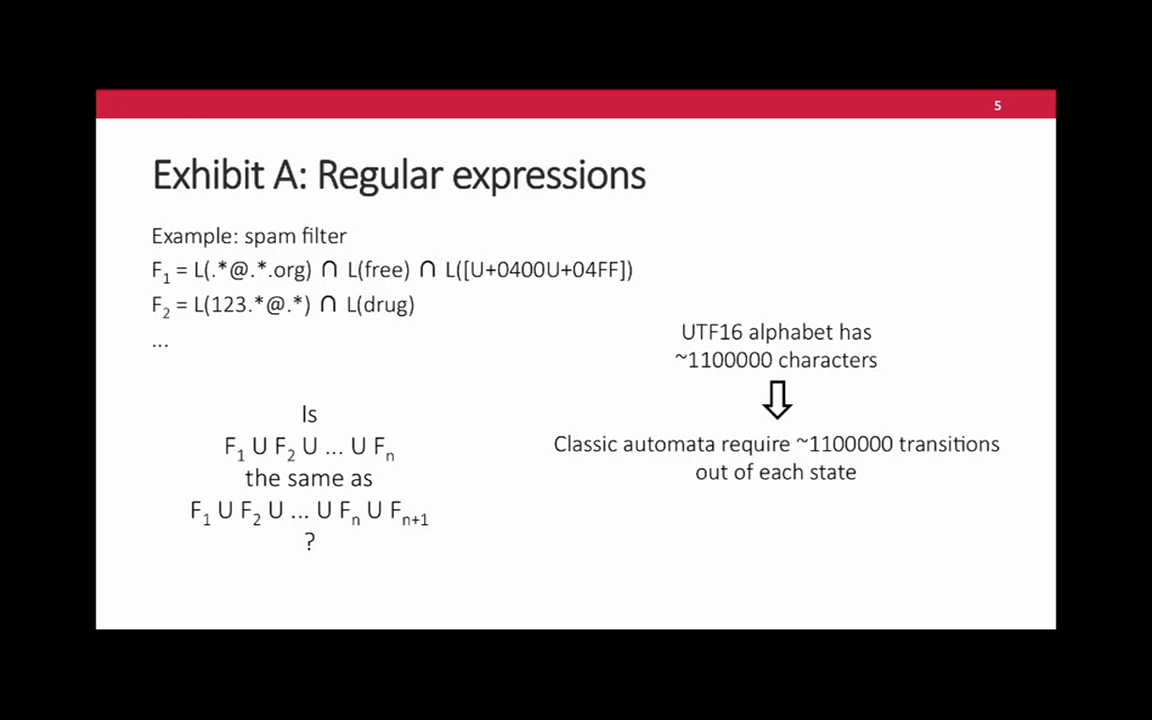 5
Exhibit A: Regular expressions
Example: spam filter
F1 = L(.*@.*.org) ∩ L(free) ∩ L([U+0400U+04FF])
F2 = L(123.*@.*) ∩ L(drug)
...
Is
F1 U F2 U ... U Fn
the same as
F1 U F2 U ... U Fn U Fn+1
?
UTF16 alphabet has
~1100000 characters
Classic automata require ~1100000 transitions
out of each state